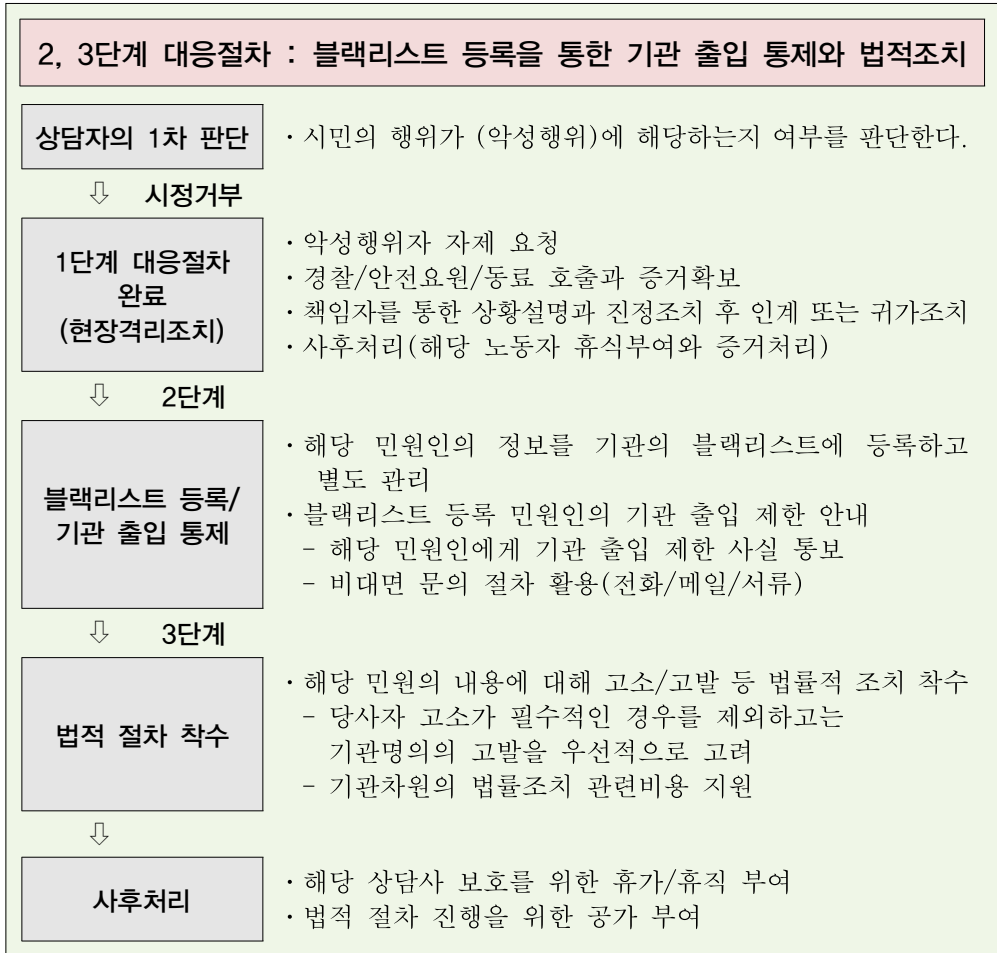 2, 3단계 대응절차 : 블랙리스트 등록을 통한 기관 출입 통제와 법적조치
상담자의 1차 판단
· 시민의 행위가 (악성행위)에 해당하는지 여부를 판단한다.
⇩ 시정거부
1단계 대응절차
완료
(현장격리조치)
· 악성행위자 자제 요청
· 경찰/안전요원/동료 호출과 증거확보
· 책임자를 통한 상황설명과 진정조치 후 인계 또는 귀가조치
· 사후처리(해당 노동자 휴식부여와 증거처리)
⇩ 2단계
블랙리스트 등록/
기관 출입 통제
· 해당 민원인의 정보를 기관의 블랙리스트에 등록하고
별도 관리
· 블랙리스트 등록 민원인의 기관 출입 제한 안내
- 해당 민원인에게 기관 출입 제한 사실 통보
- 비대면 문의 절차 활용(전화/메일/서류)
⇩ 3단계
법적 절차 착수
· 해당 민원의 내용에 대해 고소/고발 등 법률적 조치 착수
- 당사자 고소가 필수적인 경우를 제외하고는
기관명의의 고발을 우선적으로 고려
- 기관차원의 법률조치 관련비용 지원
⇩
사후처리
· 해당 상담사 보호를 위한 휴가/휴직 부여
· 법적 절차 진행을 위한 공가 부여